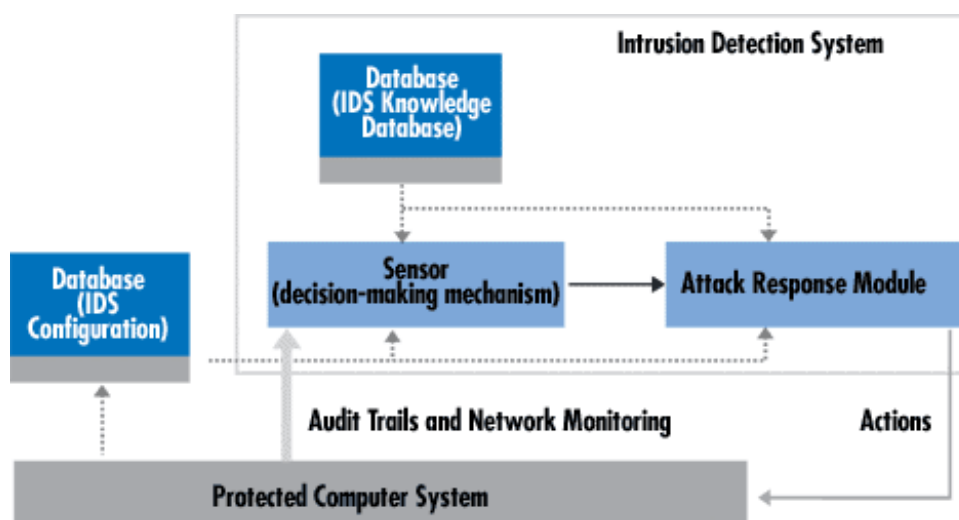 Intrusion Detection System
Database
(IDS Knowledge
Database)
Database
(IDS
Configuration)
Sensor
(decision-making mechanism)
Attack Response Module
Audit Trails and Network Monitoring
Actions
Protected Computer System